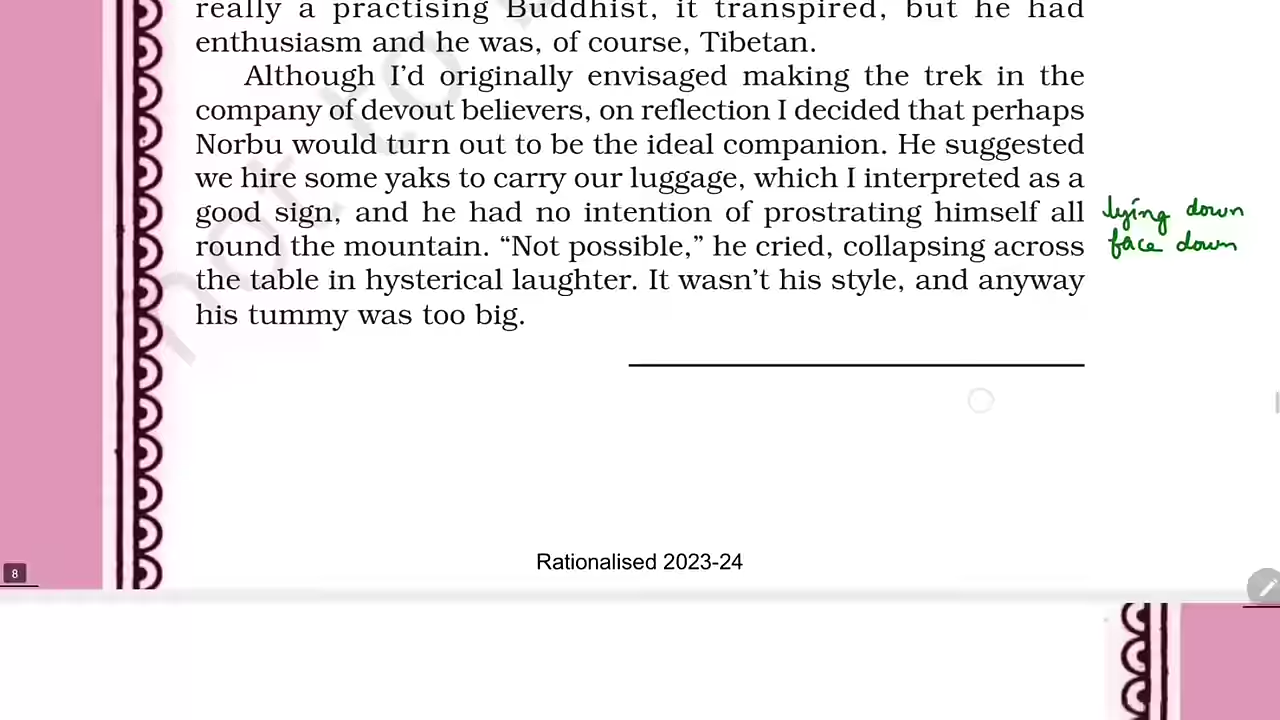 really a practising Buddhist, it transpired, but he had
enthusiasm and he was, of course, Tibetan.
Although I'd originally envisaged making the trek in the
company of devout believers, on reflection I decided that perhaps
Norbu would turn out to be the ideal companion. He suggested
we hire some yaks to carry our luggage, which I interpreted as a
good sign, and he had no intention of prostrating himself all
round the mountain. “Not possible,” he cried, collapsing across
the table in hysterical laughter. It wasn't his style, and anyway
his tummy was too big.
lying down
face down
Rationalised 2023-24
8
not to